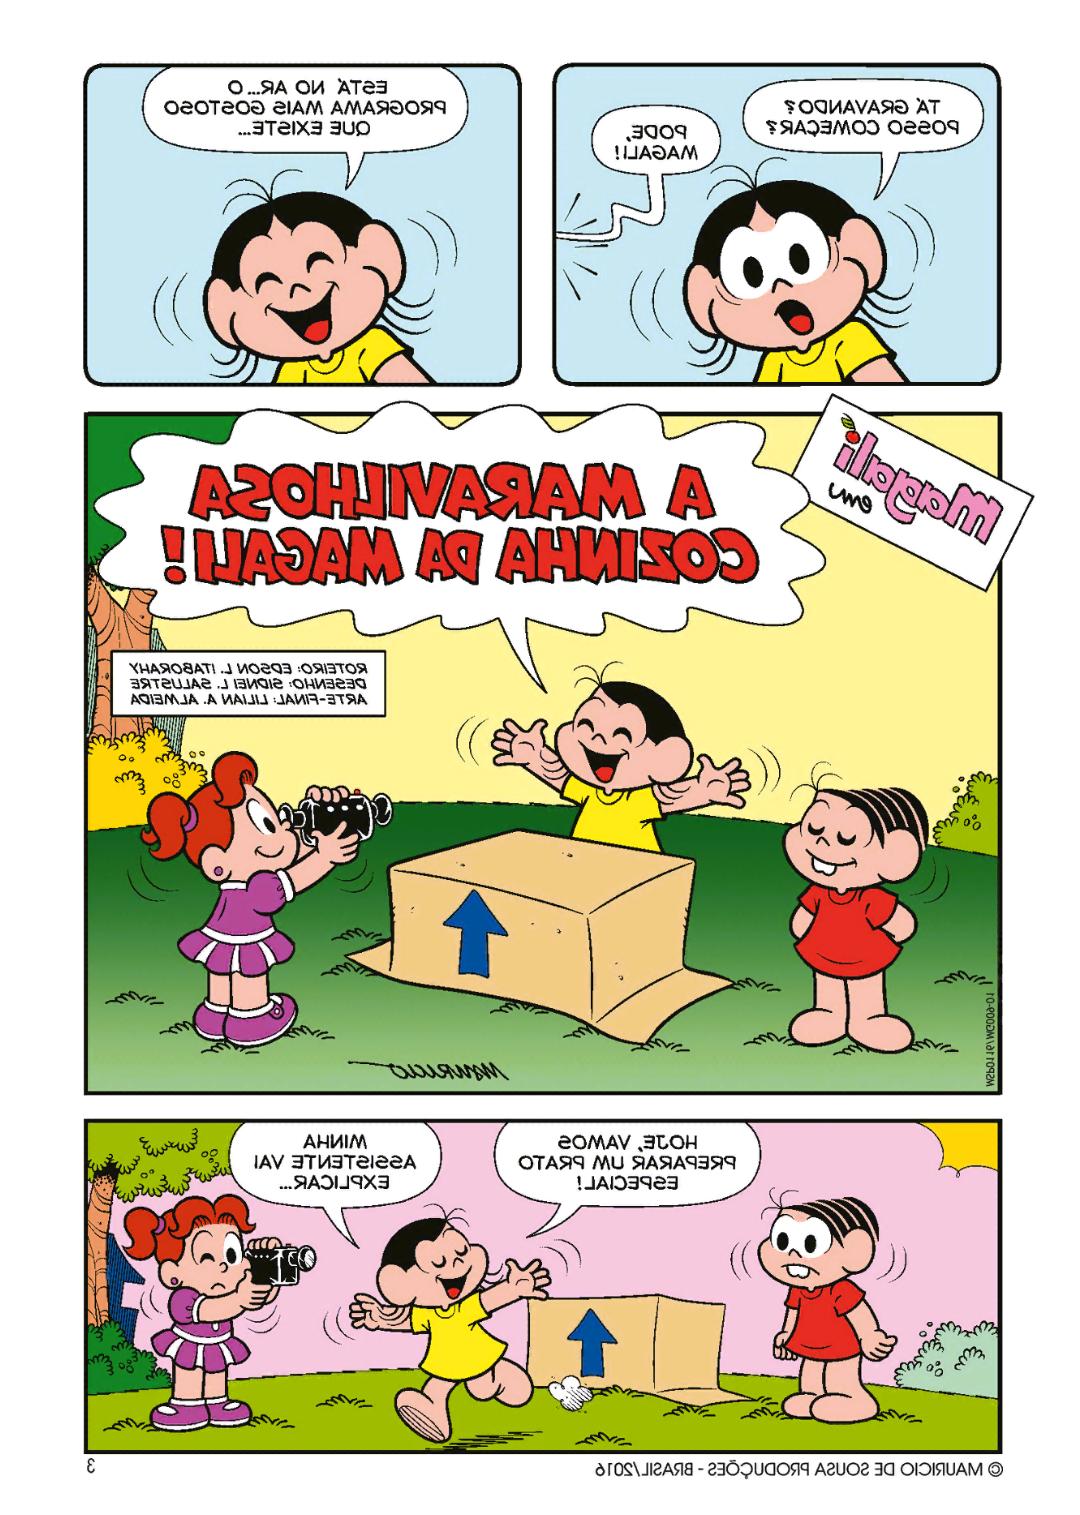 TÁ GRAVANDO?
POSSO COMEÇAR?
PODE,
MAGALI!
ESTÁ NO AR... O
PROGRAMA MAIS GOSTOSO
QUE EXISTE...
Magali
em
A MARAVILHOSA
COZINHA DA MAGALI!
ROTEIRO: EDSON L. ITABORAHY
DESENHO: SIDNEI L. SALUSTRE
ARTE-FINAL: LILIAN A. ALMEIDA
MAURICIO
HOJE, VAMOS
PREPARAR UM PRATO
ESPECIAL!
MINHA
ASSISTENTE VAI
EXPLICAR...
© MAURICIO DE SOUSA PRODUÇÕES - BRASIL/2016
3